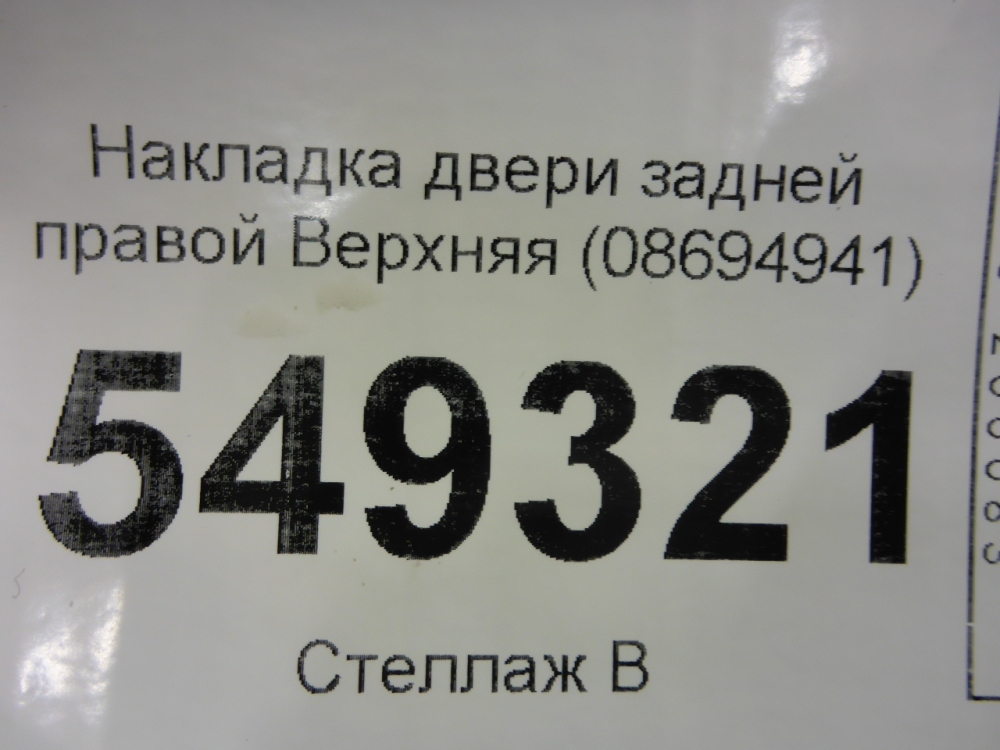 Накладка двери задней
правой Верхняя (08694941)
549321
Стеллаж B